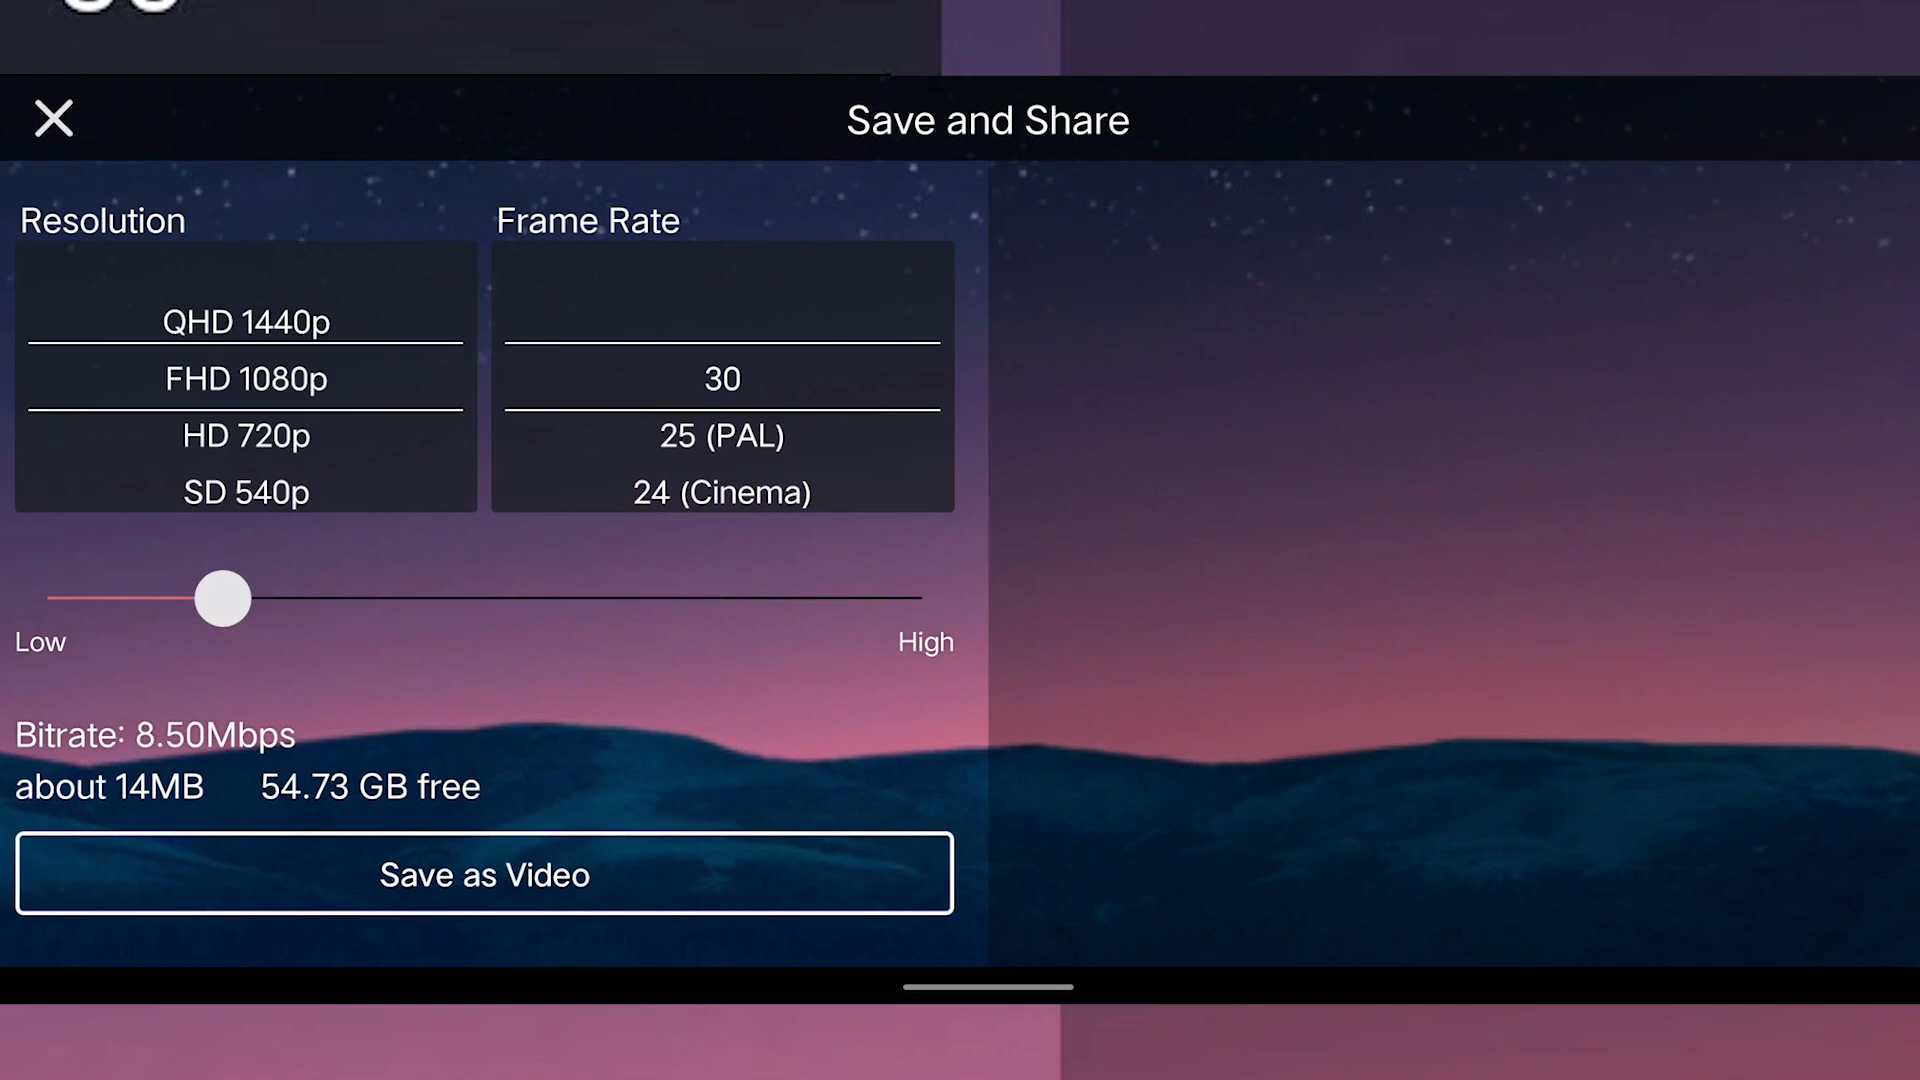 Save and Share
Resolution
Frame Rate
QHD 1440p
FHD 1080p
30
HD 720p
25 (PAL)
SD 540p
24 (Cinema)
Low
High
Bitrate: 8.50Mbps
about 14MB 54.73 GB free
Save as Video